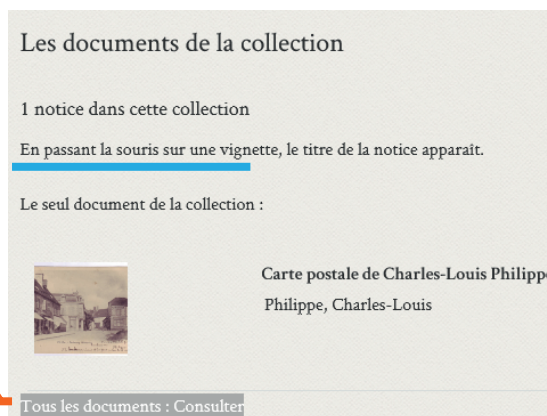 Les documents de la collection
1 notice dans cette collection
En passant la souris sur une vignette, le titre de la notice apparaît.
Le seul document de la collection :
Carte postale de Charles-Louis Philippe
Philippe, Charles-Louis
Tous les documents : Consulter